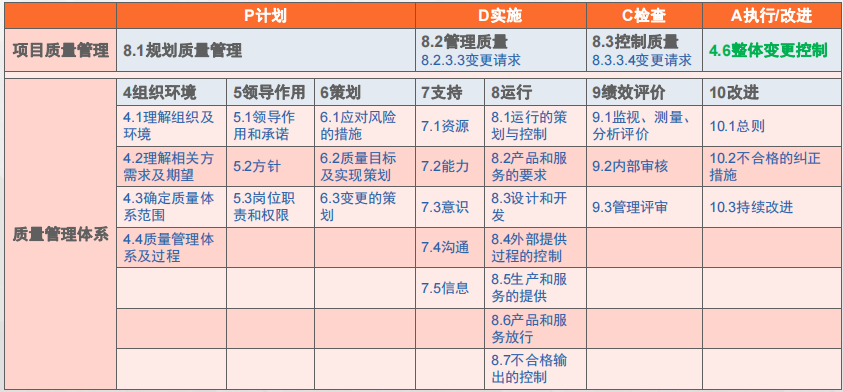 P计划 D实施 C检查 A执行/改进
项目质量管理 8.1规划质量管理 8.2管理质量 8.3控制质量 4.6整体变更控制
8.2.3.3变更请求 8.3.3.4变更请求
质量管理体系
4组织环境 5领导作用 6策划 7支持 8运行 9绩效评价 10改进
4.1理解组织及 5.1领导作 6.1应对风险 7.1资源 8.1运行的策 9.1监视、测量、 10.1总则
环境 用和承诺 的措施 划与控制 分析评价
4.2理解相关方 5.2方针 6.2质量目标 7.2能力 8.2产品和服 9.2内部审核 10.2不合格的纠正
需求及期望 及实现策划 务的要求 措施
4.3确定质量体 5.3岗位职 6.3变更的策 7.3意识 8.3设计和开 9.3管理评审 10.3持续改进
系范围 责和权限 划 发
4.4质量管理体 7.4沟通 8.4外部提供
系及过程 过程的控制
7.5信息 8.5生产和服
务的提供
8.6产品和服
务放行
8.7不合格输
出的控制